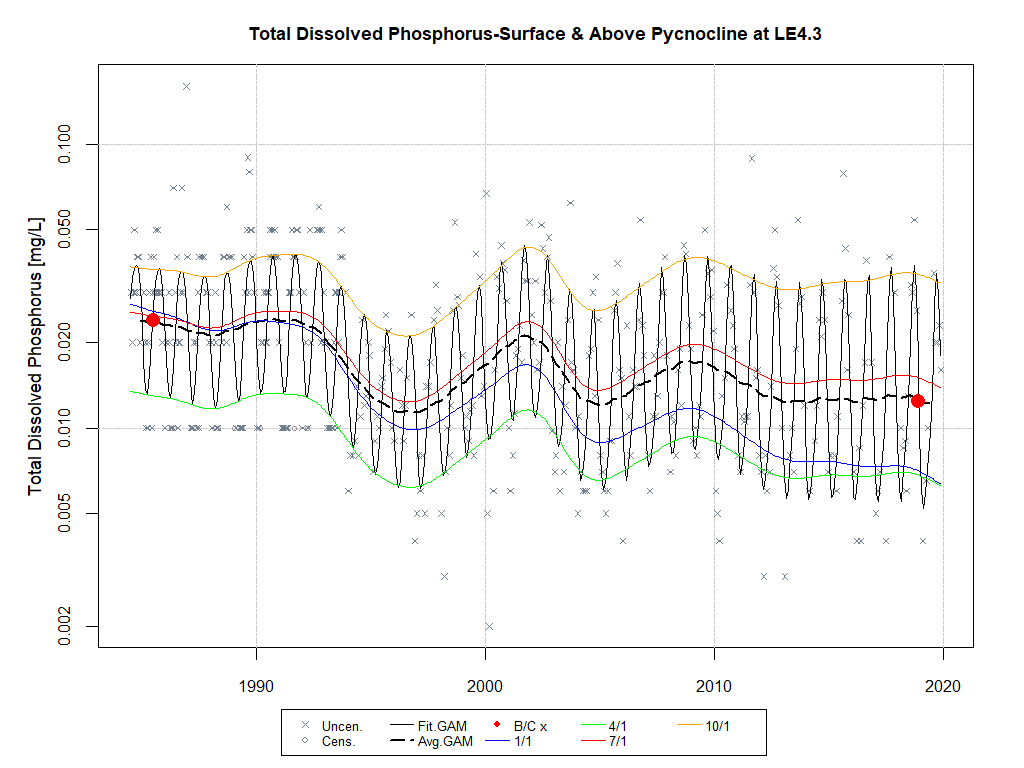 Total Dissolved Phosphorus-Surface & Above Pycnocline at LE4.3
Total Dissolved Phosphorus [mg/L]
0.100
0.050
0.020
0.010
0.005
0.002
1990 2000 2010 2020
Uncen. Fit.GAM B/C x 4/1 10/1
Cens. Avg.GAM 1/1 7/1